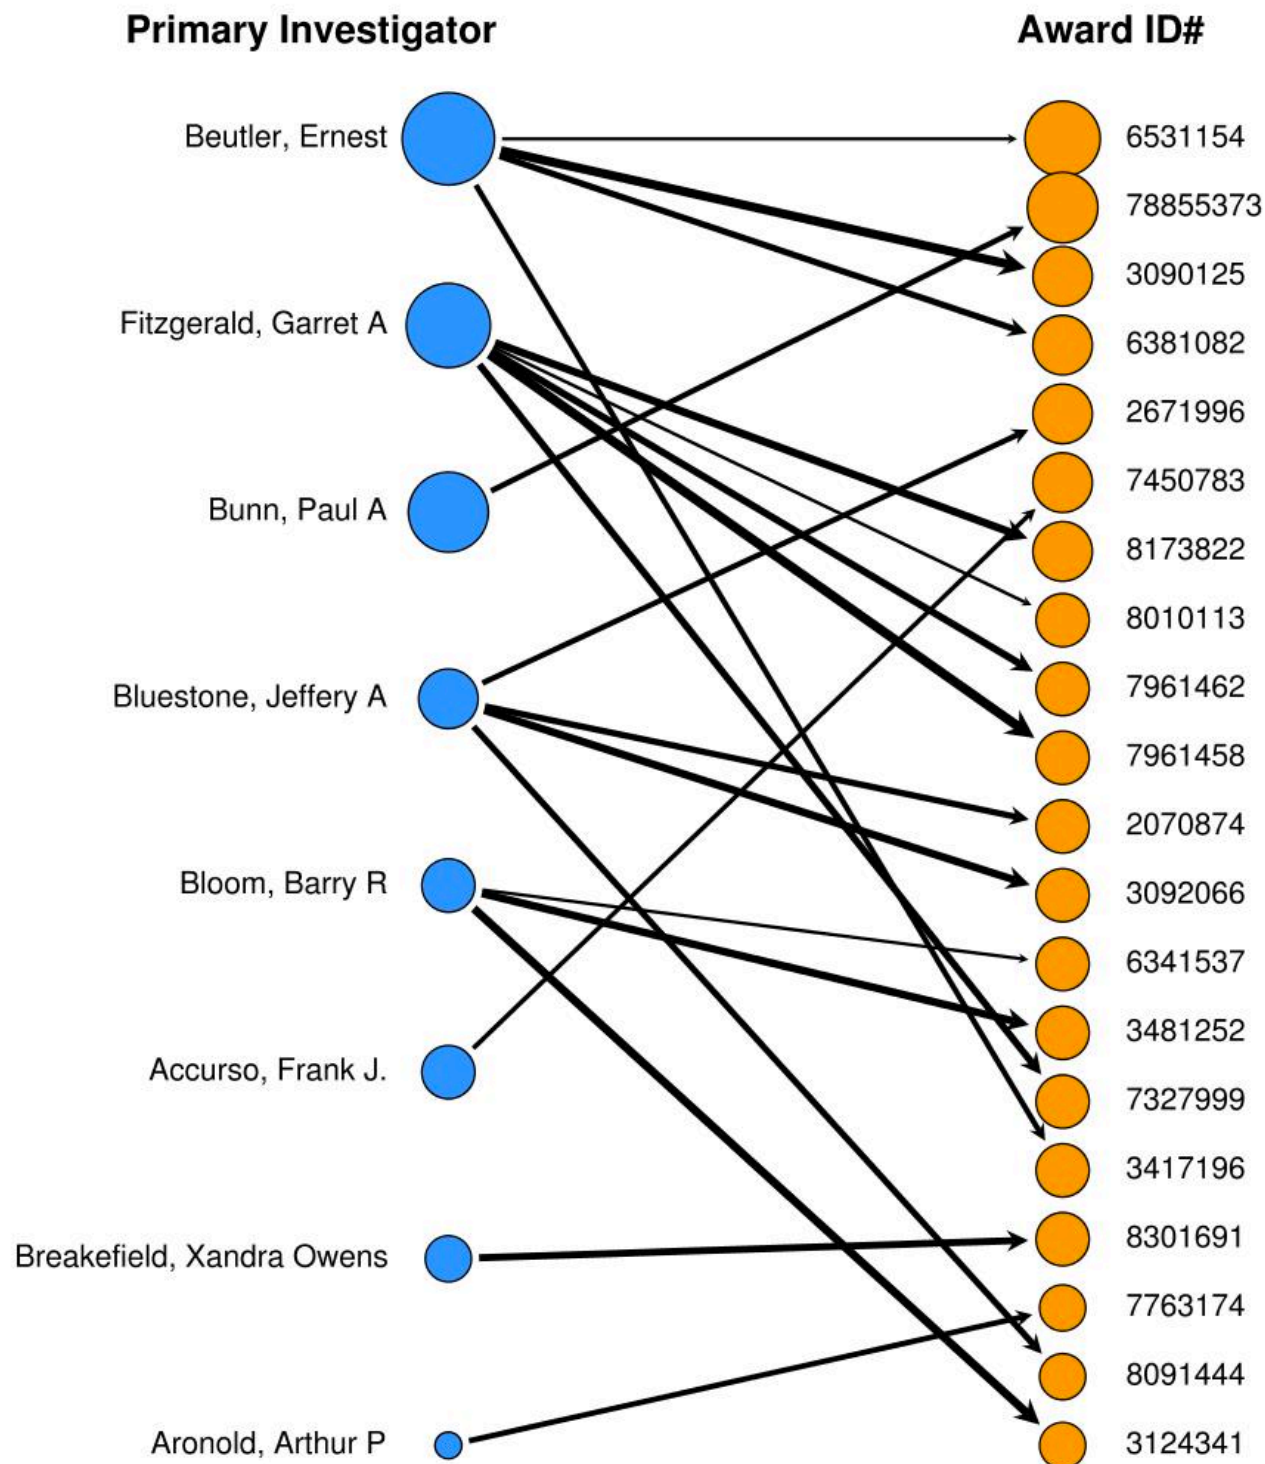 Primary Investigator
Award ID#
Beutler, Ernest
6531154
78855373
3090125
Fitzgerald, Garret A
6381082
2671996
7450783
Bunn, Paul A
8173822
8010113
7961462
Bluestone, Jeffery A
7961458
2070874
3092066
Bloom, Barry R
6341537
3481252
Accurso, Frank J.
7327999
3417196
8301691
Breakefield, Xandra Owens
7763174
8091444
Aronold, Arthur P
3124341